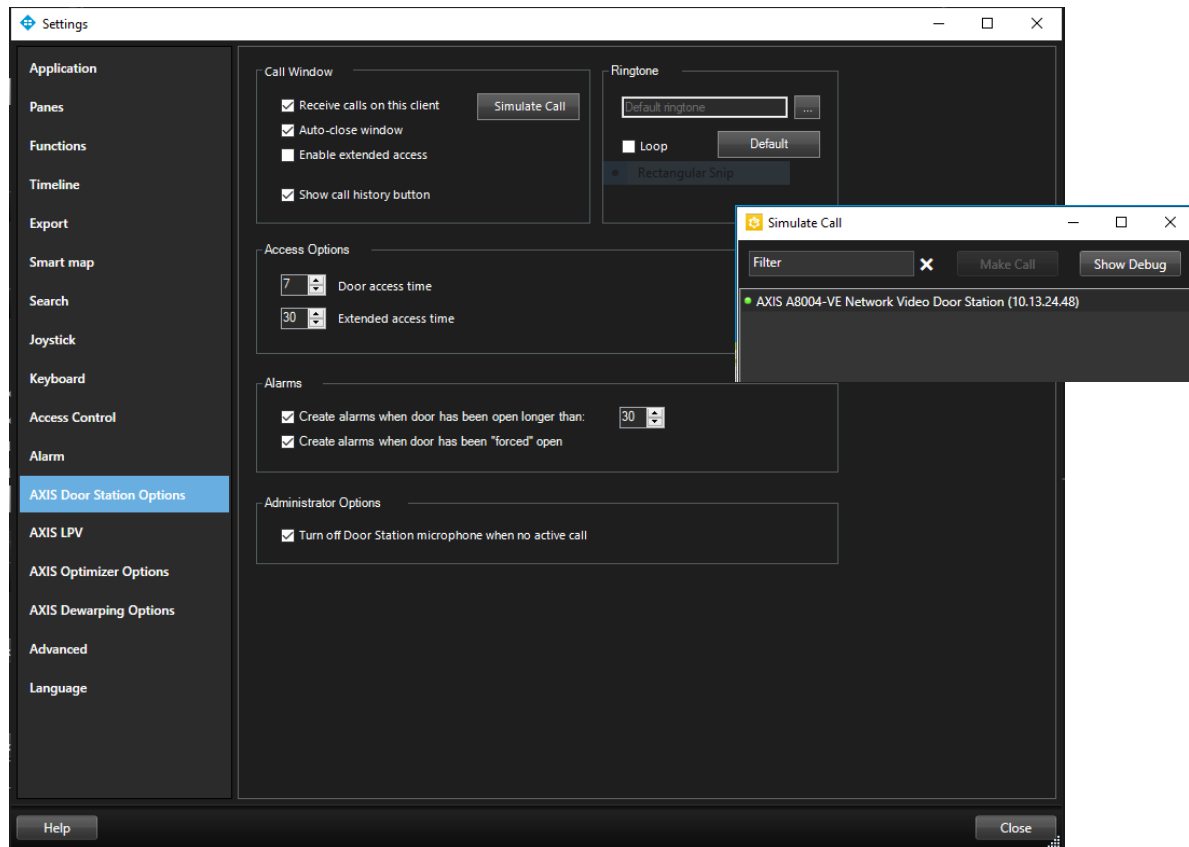 Settings
Application
Panes
Functions
Timeline
Export
Smart map
Search
Joystick
Keyboard
Access Control
Alarm
AXIS Door Station Options
AXIS LPV
AXIS Optimizer Options
AXIS Dewarping Options
Advanced
Language
Call Window
Receive calls on this client
Simulate Call
Auto-close window
Enable extended access
Show call history button
Ringtone
Default ringtone
...
Loop
Default
Rectangular Snip
Access Options
7 Door access time
30 Extended access time
Alarms
Create alarms when door has been open longer than: 30
Create alarms when door has been "forced" open
Administrator Options
Turn off Door Station microphone when no active call
Simulate Call
Filter
Make Call
Show Debug
AXIS A8004-VE Network Video Door Station (10.13.24.48)
Help
Close